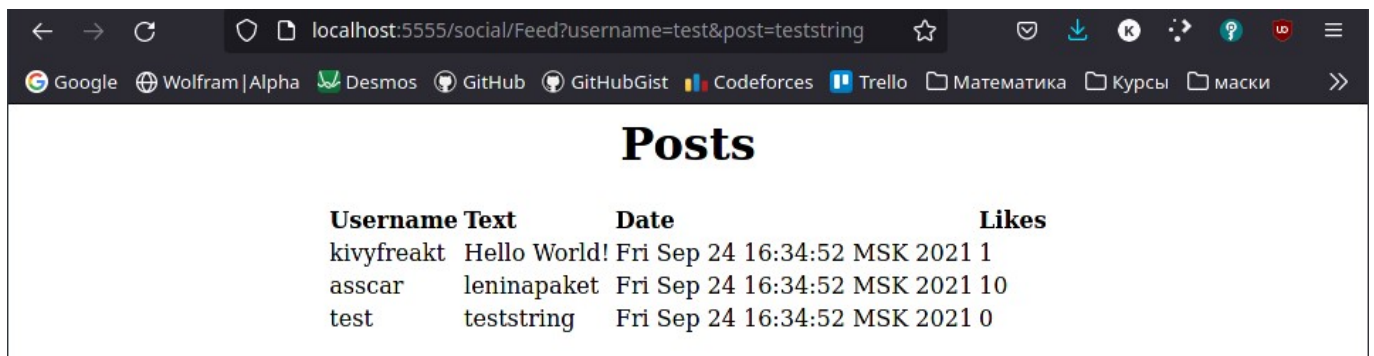 localhost:5555/social/Feed?username=test&post=teststring
Google Wolfram|Alpha Desmos GitHub GitHubGist Codeforces Trello Математика Курсы маски
Posts
Username Text Date Likes
kivyfreakt Hello World! Fri Sep 24 16:34:52 MSK 2021 1
asscar leninapaket Fri Sep 24 16:34:52 MSK 2021 10
test teststring Fri Sep 24 16:34:52 MSK 2021 0